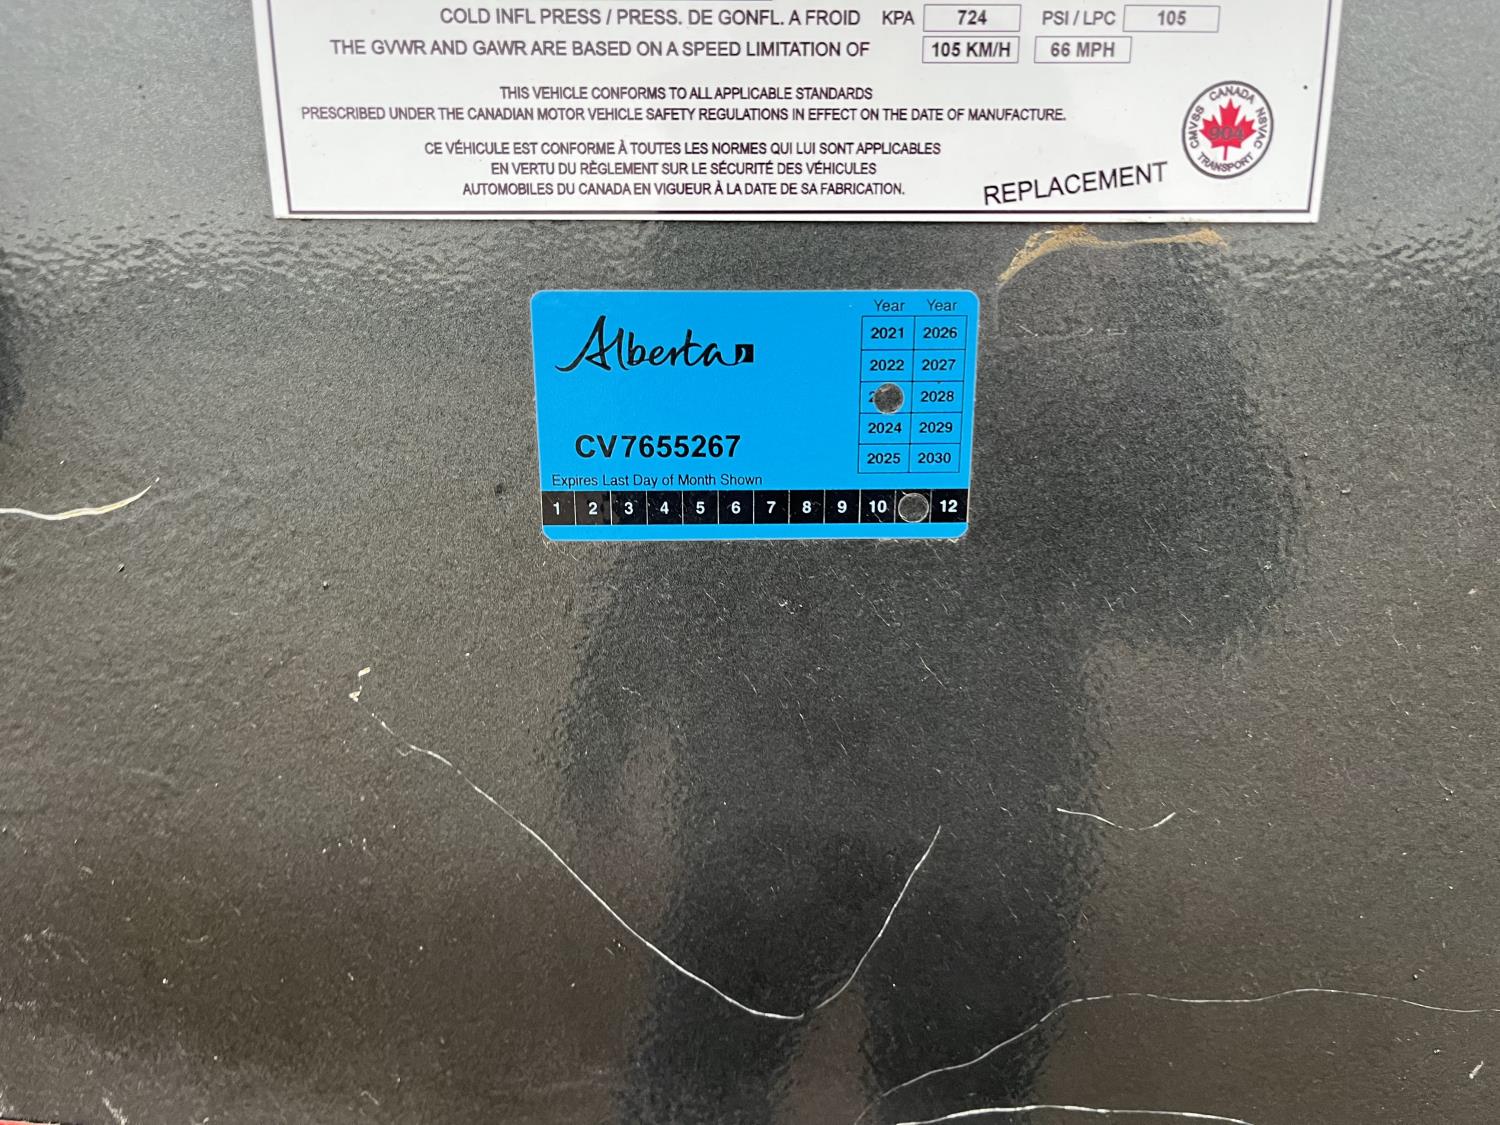 COLD INFL PRESS / PRESS. DE GONFL. A FROID KPA 724 PSI / LPC 105
THE GVWR AND GAWR ARE BASED ON A SPEED LIMITATION OF 105 KM/H 66 MPH
THIS VEHICLE CONFORMS TO ALL APPLICABLE STANDARDS
PRESCRIBED UNDER THE CANADIAN MOTOR VEHICLE SAFETY REGULATIONS IN EFFECT ON THE DATE OF MANUFACTURE.
CE VÉHICULE EST CONFORME À TOUTES LES NORMES QUI LUI SONT APPLICABLES
EN VERTU DU RÈGLEMENT SUR LE SÉCURITÉ DES VÉHICULES
AUTOMOBILES DU CANADA EN VIGUEUR À LA DATE DE SA FABRICATION.
REPLACEMENT
CANADA
CMVSS 904 NSVAC
TRANSPORT
Alberta
Year Year
2021 2026
2022 2027
2028
2024 2029
2025 2030
CV7655267
Expires Last Day of Month Shown
1 2 3 4 5 6 7 8 9 10 12